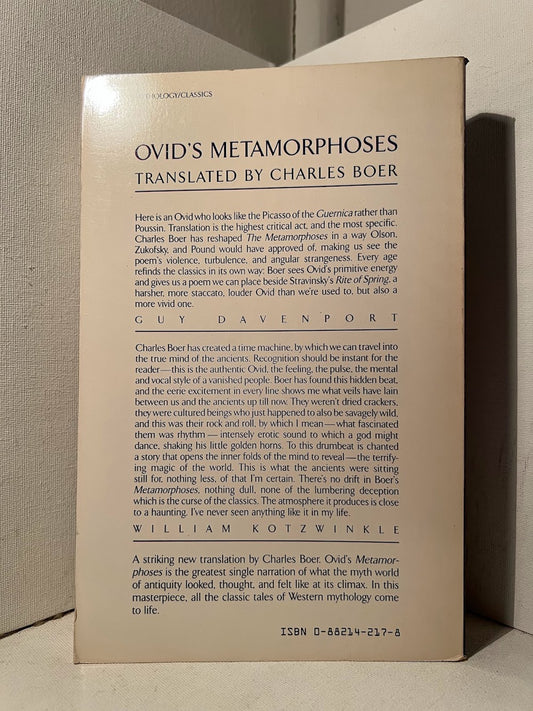 HOLOGY/CLASSICS
OVID'S METAMORPHOSES
TRANSLATED BY CHARLES BOER
Here is an Ovid who looks like the Picasso of the Guernica rather than
Poussin. Translation is the highest critical act, and the most specific.
Charles Boer has reshaped The Metamorphoses in a way Olson,
Zukofsky, and Pound would have approved of, making us see the
poem's violence, turbulence, and angular strangeness. Every age
refinds the classics in its own way: Boer sees Ovid's primitive energy
and gives us a poem we can place beside Stravinsky's Rite of Spring, a
harsher, more staccato, louder Ovid than we're used to, but also a
more vivid one.
GUY DAVENPORT
Charles Boer has created a time machine, by which we can travel into
the true mind of the ancients. Recognition should be instant for the
reader—this is the authentic Ovid, the feeling, the pulse, the mental
and vocal style of a vanished people. Boer has found this hidden beat,
and the eerie excitement in every line shows me what veils have lain
between us and the ancients up till now. They weren't dried crackers,
they were cultured beings who just happened to also be savagely wild,
and this was their rock and roll, by which I mean—what fascinated
them was rhythm—intensely erotic sound to which a god might
dance, shaking his little golden horns. To this drumbeat is chanted
a story that opens the inner folds of the mind to reveal—the terrify-
ing magic of the world. This is what the ancients were sitting
still for, nothing less, of that I'm certain. There's no drift in Boer's
Metamorphoses, nothing dull, none of the lumbering deception
which is the curse of the classics. The atmosphere it produces is close
to a haunting. I've never seen anything like it in my life.
WILLIAM KOTZWINKLE
A striking new translation by Charles Boer. Ovid's Metamor-
phoses is the greatest single narration of what the myth world
of antiquity looked, thought, and felt like at its climax. In this
masterpiece, all the classic tales of Western mythology come
to life.
ISBN 0-88214-217-8